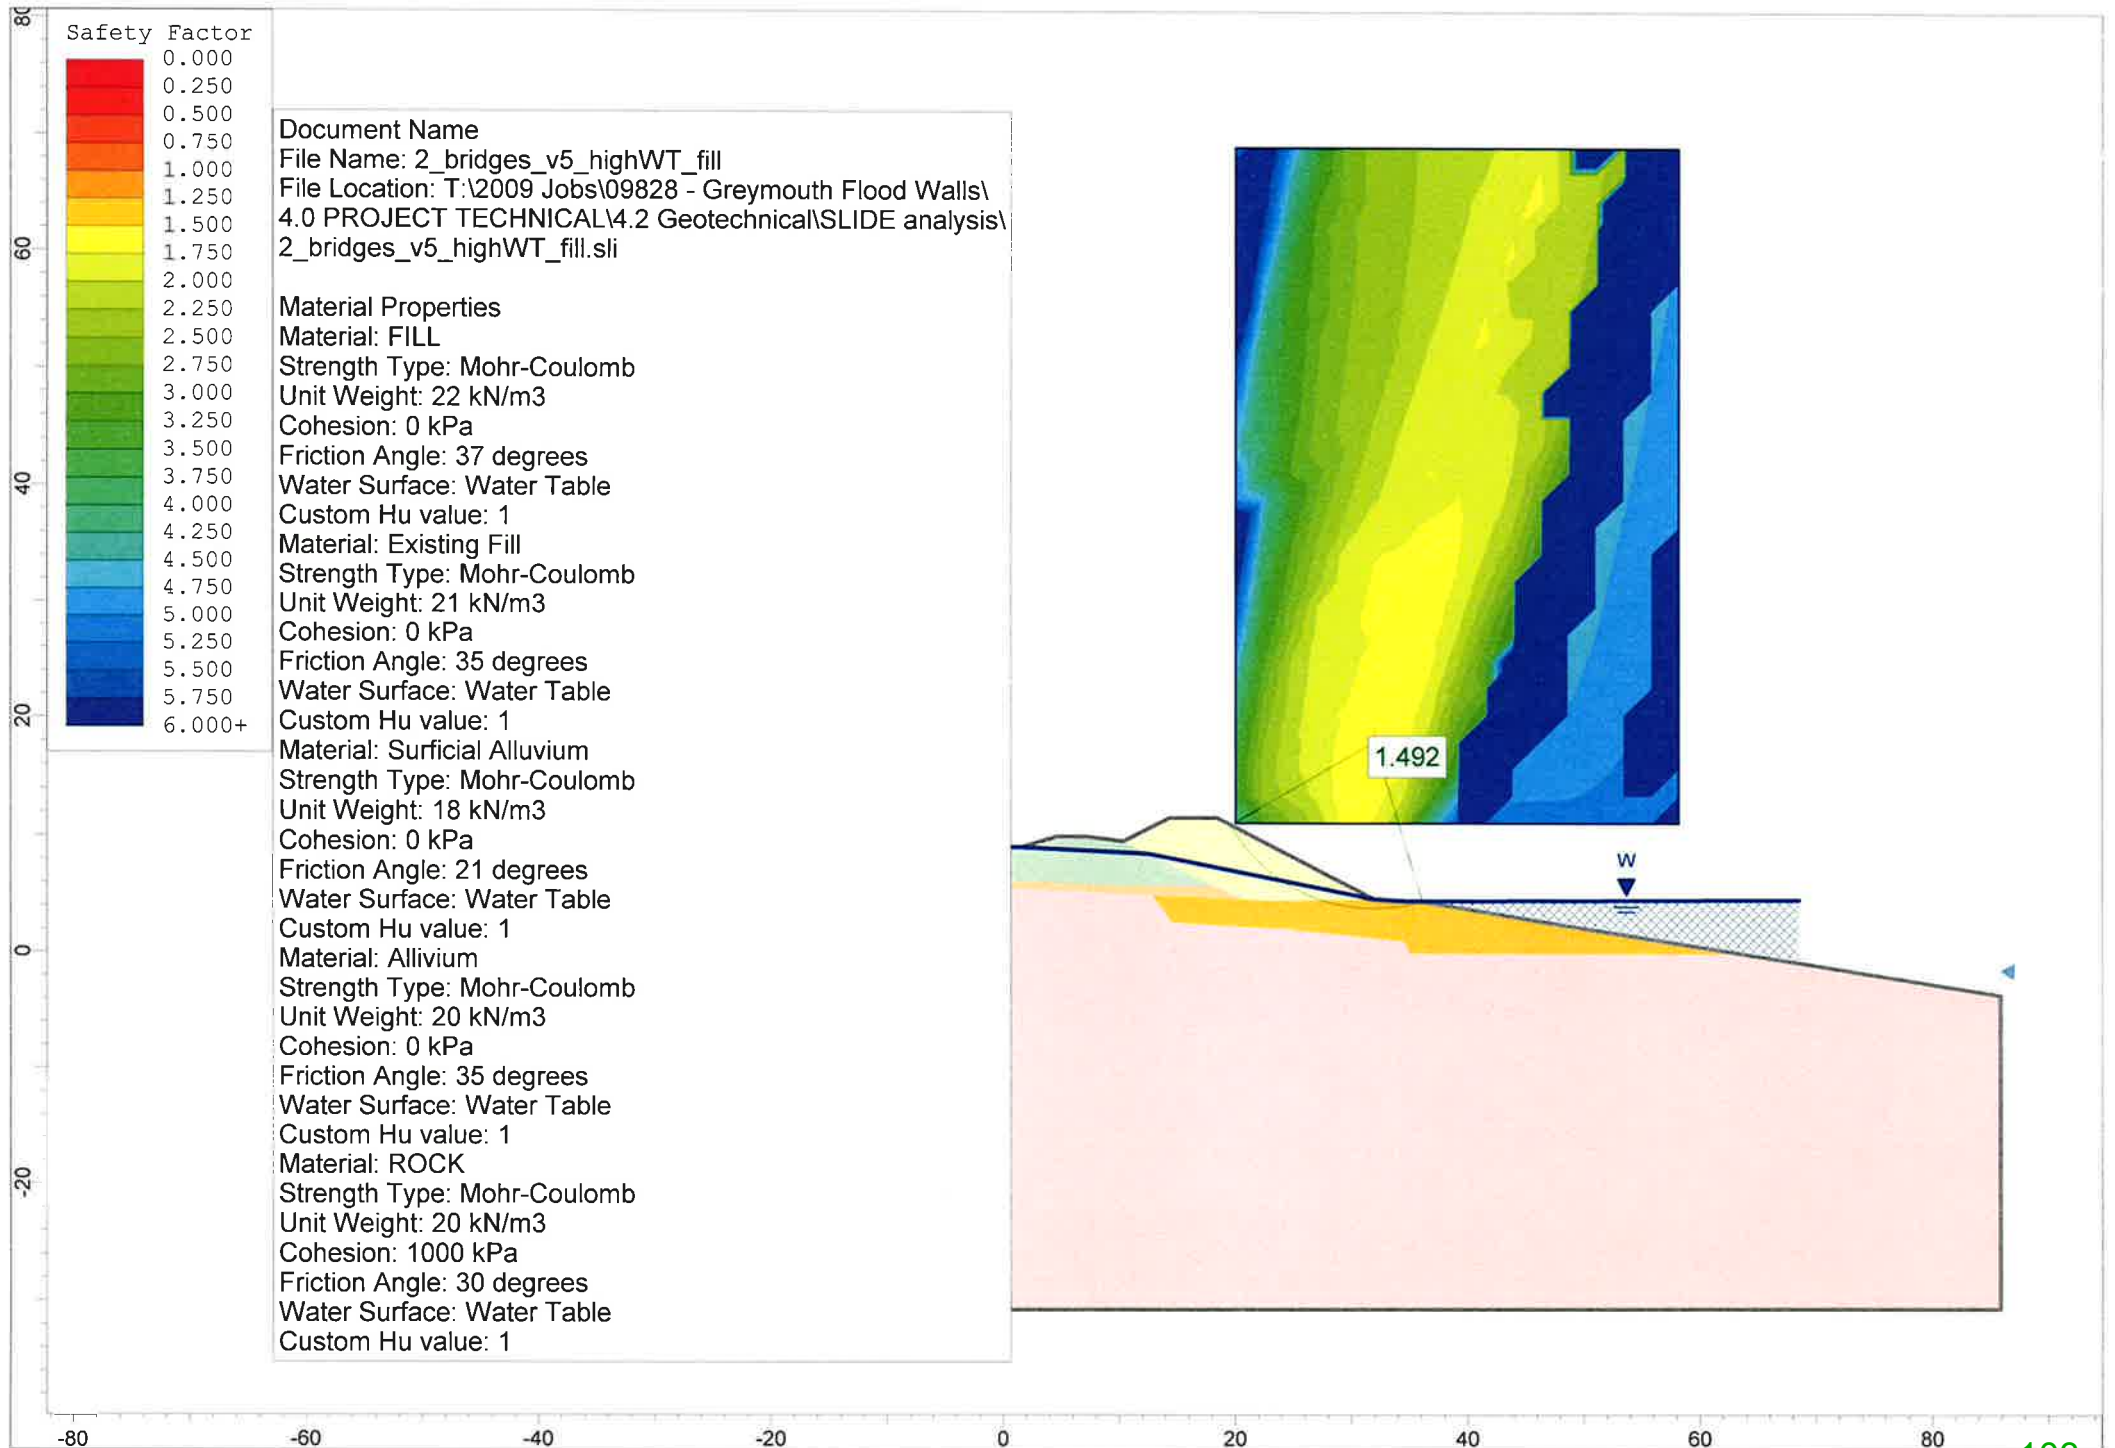 Safety Factor
0.000
0.250
0.500
0.750
1.000
1.250
1.500
1.750
2.000
2.250
2.500
2.750
3.000
3.250
3.500
3.750
4.000
4.250
4.500
4.750
5.000
5.250
5.500
5.750
6.000+
Document Name
File Name: 2_bridges_v5_highWT_fill
File Location: T:\2009 Jobs\09828 - Greymouth Flood Walls\
4.0 PROJECT TECHNICAL\4.2 Geotechnical\SLIDE analysis\
2_bridges_v5_highWT_fill.sli
Material Properties
Material: FILL
Strength Type: Mohr-Coulomb
Unit Weight: 22 kN/m3
Cohesion: 0 kPa
Friction Angle: 37 degrees
Water Surface: Water Table
Custom Hu value: 1
Material: Existing Fill
Strength Type: Mohr-Coulomb
Unit Weight: 21 kN/m3
Cohesion: 0 kPa
Friction Angle: 35 degrees
Water Surface: Water Table
Custom Hu value: 1
Material: Surficial Alluvium
Strength Type: Mohr-Coulomb
Unit Weight: 18 kN/m3
Cohesion: 0 kPa
Friction Angle: 21 degrees
Water Surface: Water Table
Custom Hu value: 1
Material: Allivium
Strength Type: Mohr-Coulomb
Unit Weight: 20 kN/m3
Cohesion: 0 kPa
Friction Angle: 35 degrees
Water Surface: Water Table
Custom Hu value: 1
Material: ROCK
Strength Type: Mohr-Coulomb
Unit Weight: 20 kN/m3
Cohesion: 1000 kPa
Friction Angle: 30 degrees
Water Surface: Water Table
Custom Hu value: 1
1.492
W
80
60
40
20
0
-20
-80
-60
-40
-20
0
20
40
60
80